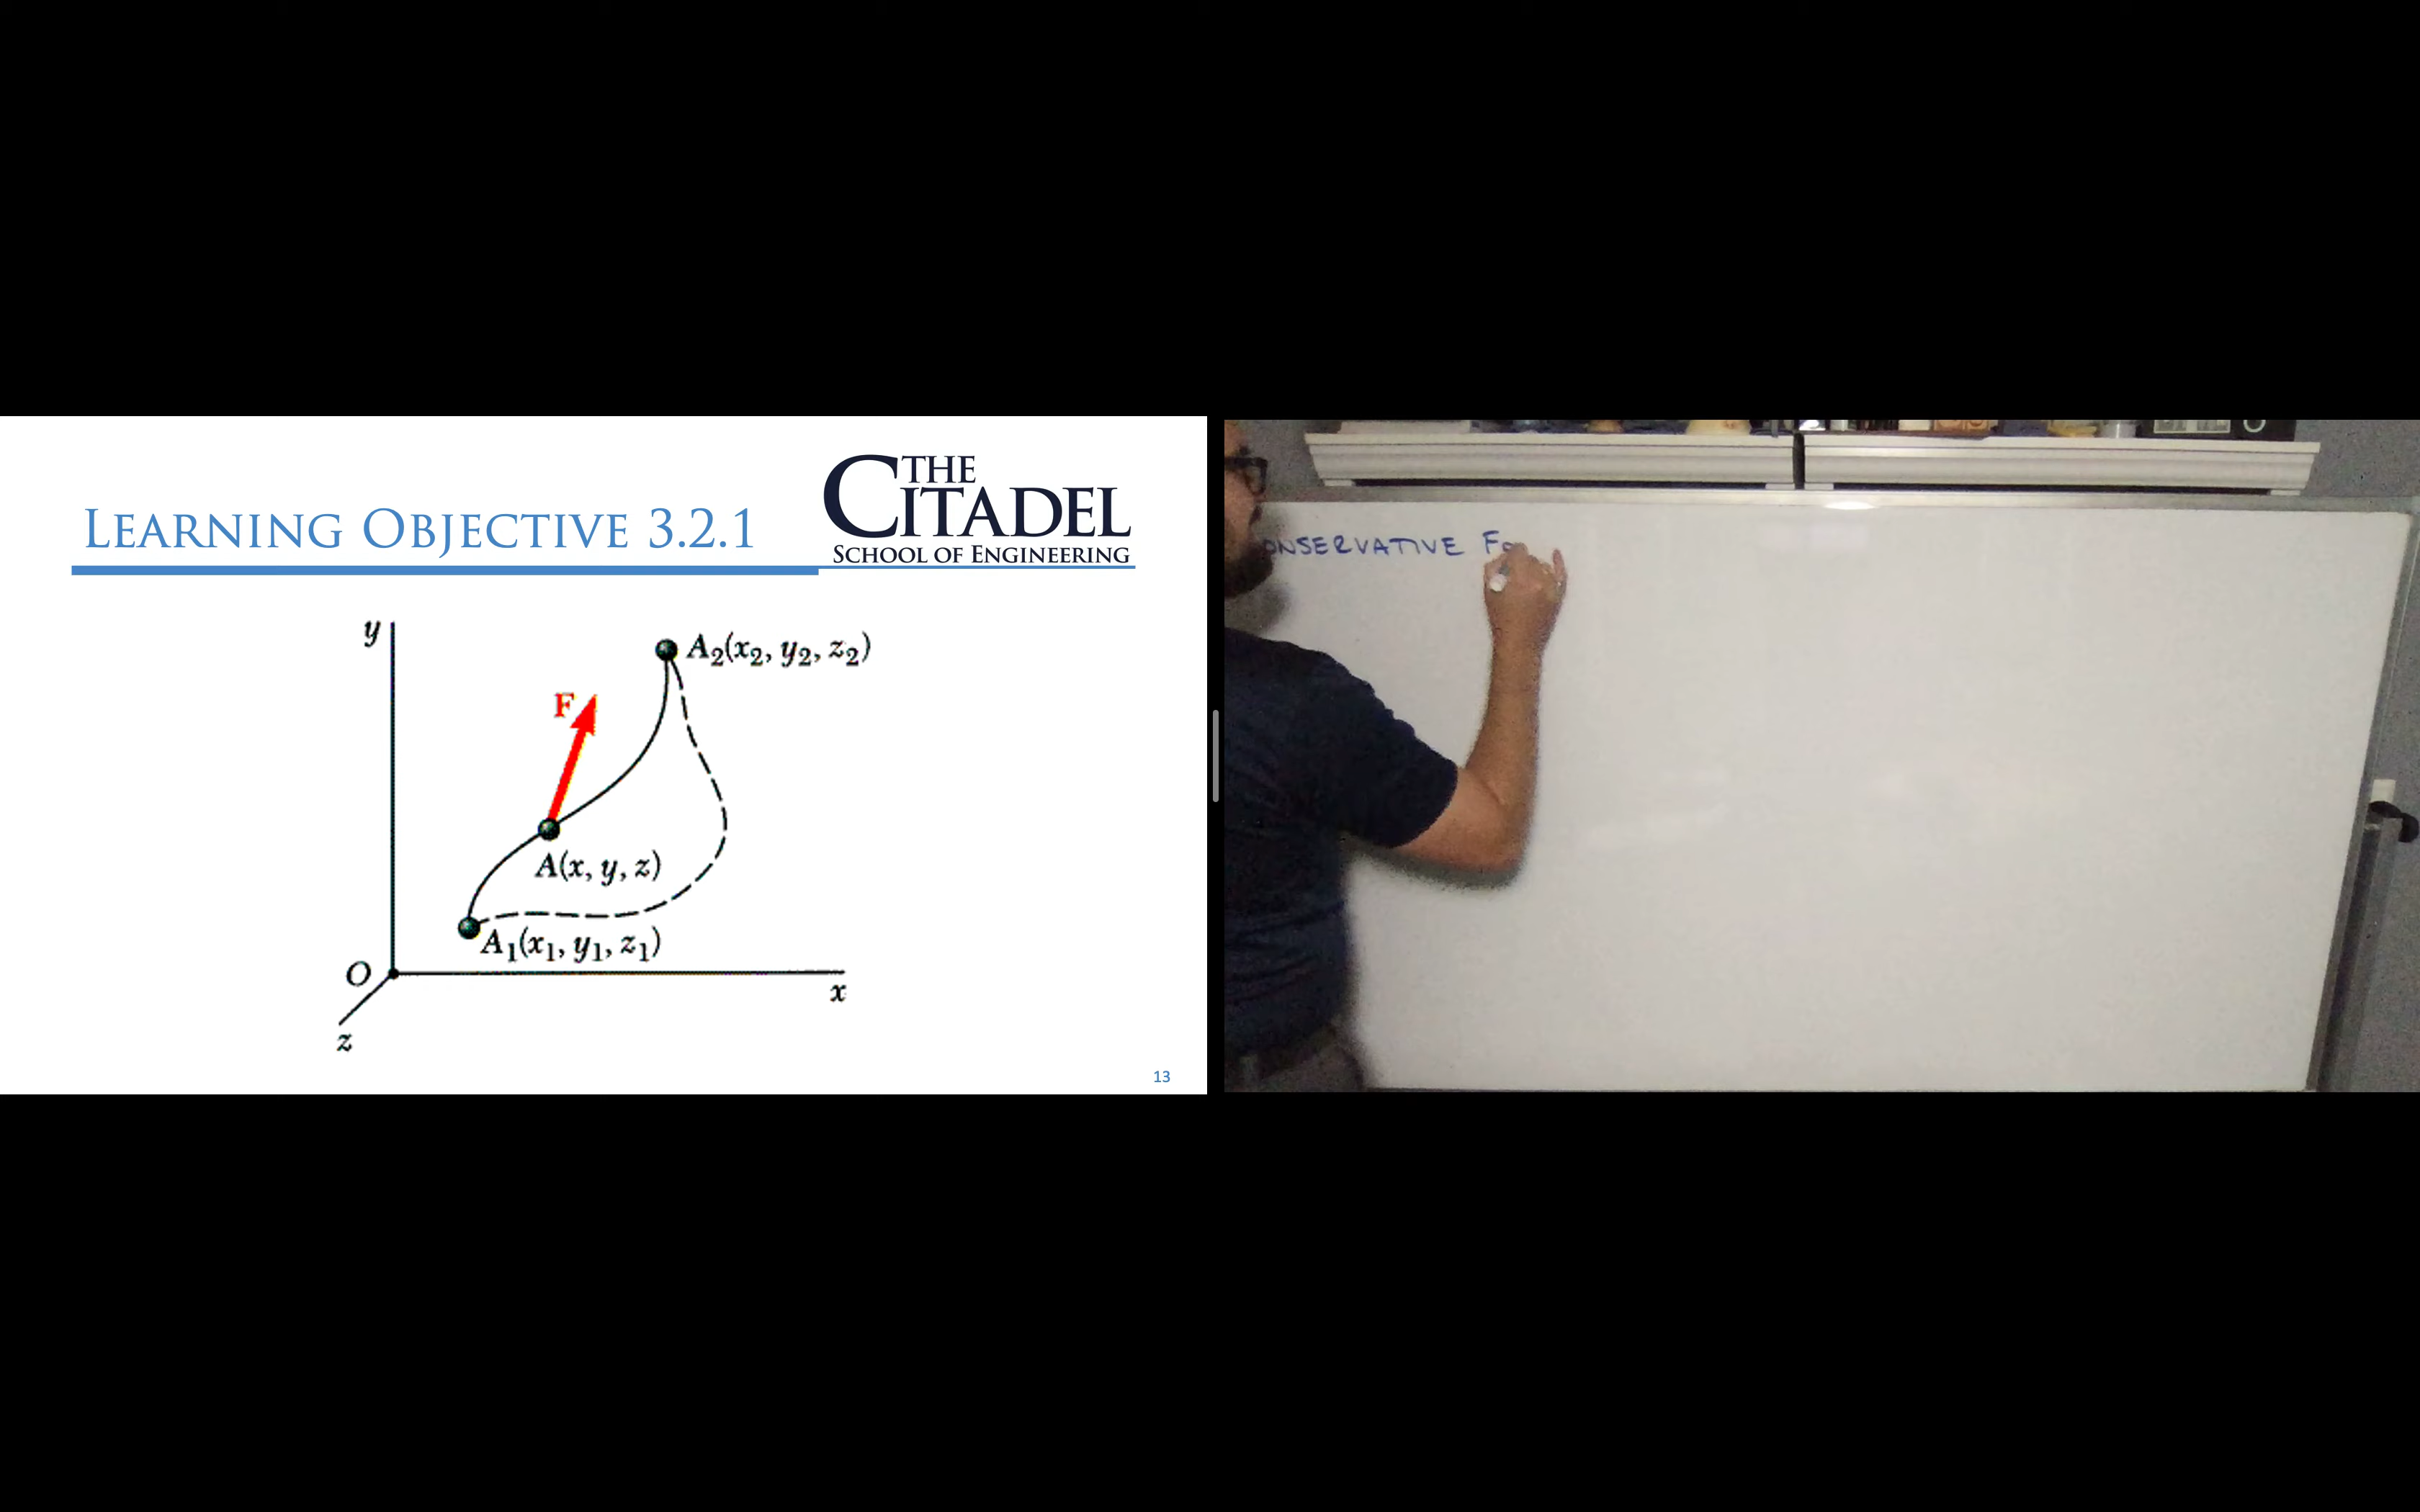 LEARNING OBJECTIVE 3.2.1
THE
CITADEL
SCHOOL OF ENGINEERING
y
A₂(x₂, y₂, z₂)
F
A(x, y, z)
A₁(x₁, y₁, z₁)
O
x
z
13
ONSERVATIVE Fo